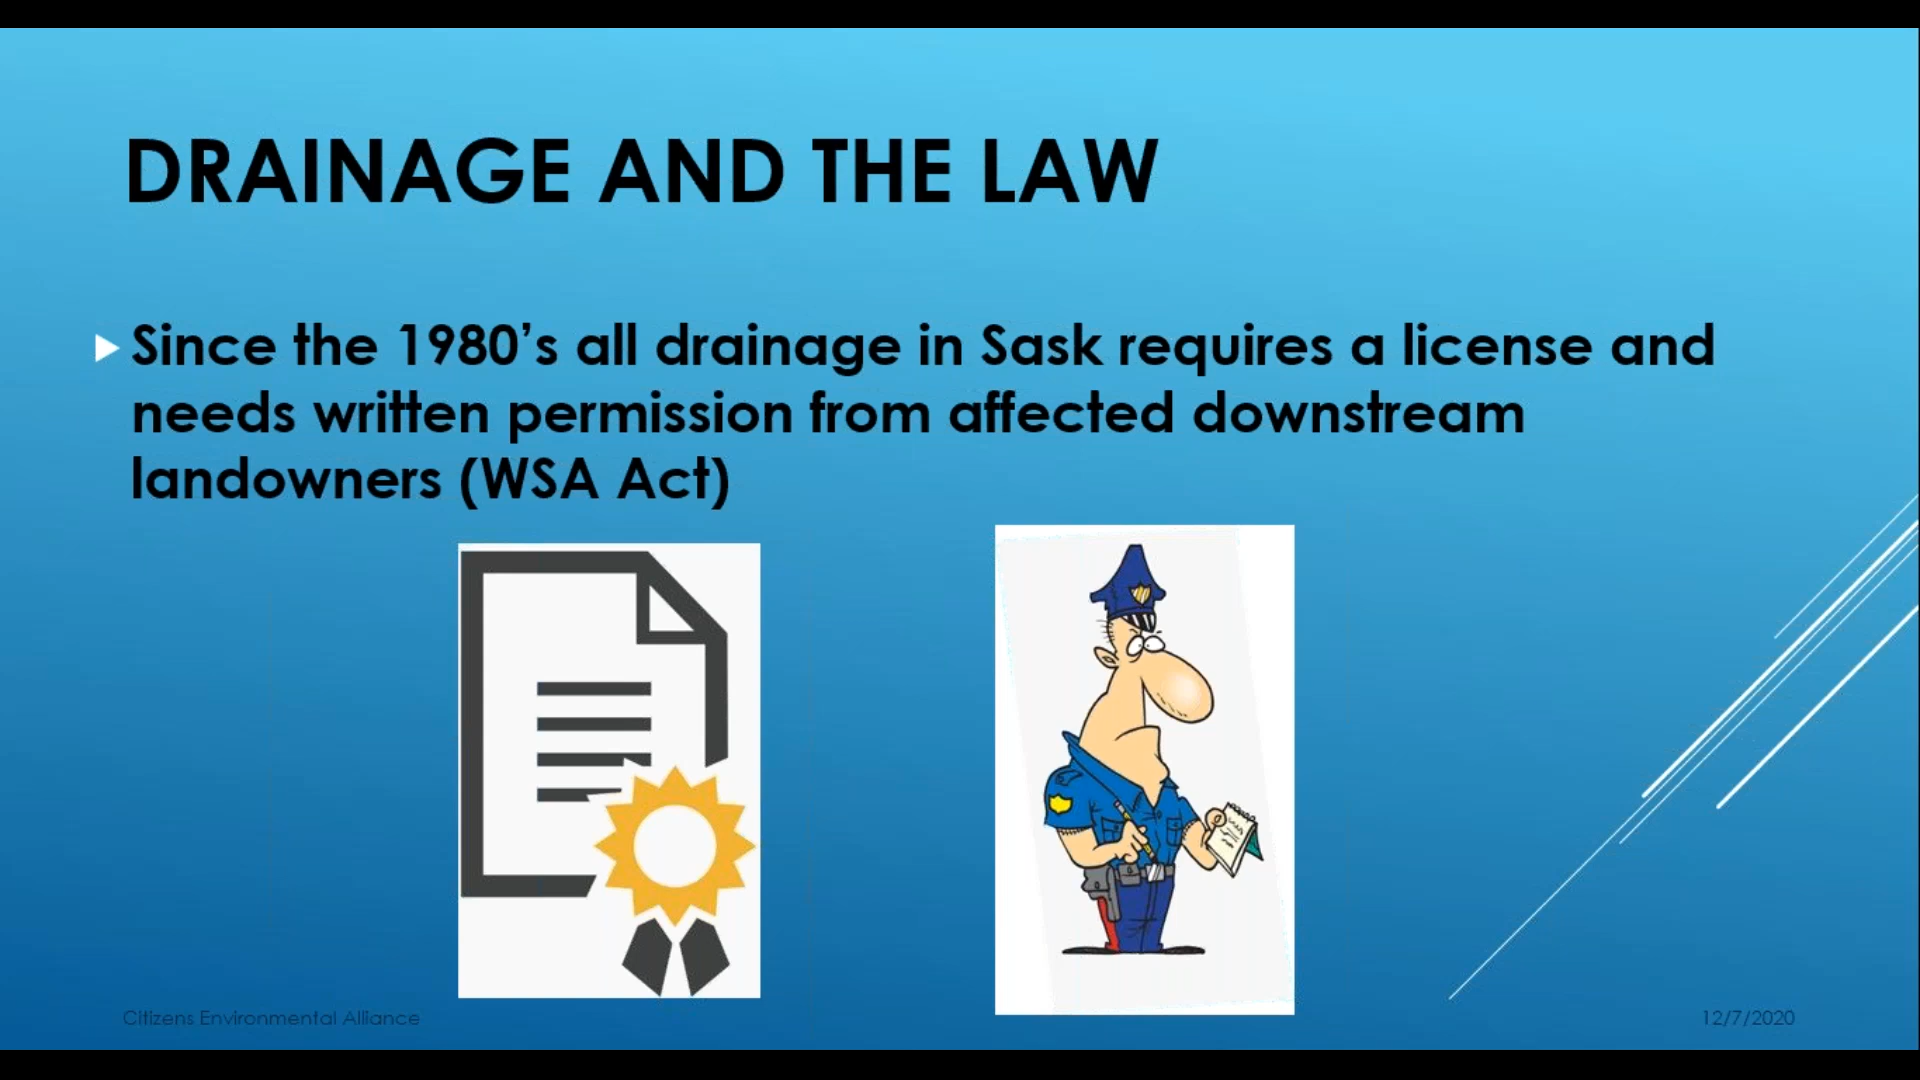 DRAINAGE AND THE LAW
Since the 1980's all drainage in Sask requires a license and
needs written permission from affected downstream
landowners (WSA Act)
Citizens Environmental Alliance
12/7/2020